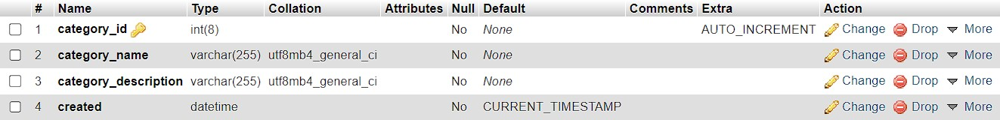 # Name Type Collation Attributes Null Default Comments Extra Action
1 category_id int(8) No None AUTO_INCREMENT Change Drop More
2 category_name varchar(255) utf8mb4_general_ci No None Change Drop More
3 category_description varchar(255) utf8mb4_general_ci No None Change Drop More
4 created datetime No CURRENT_TIMESTAMP Change Drop More